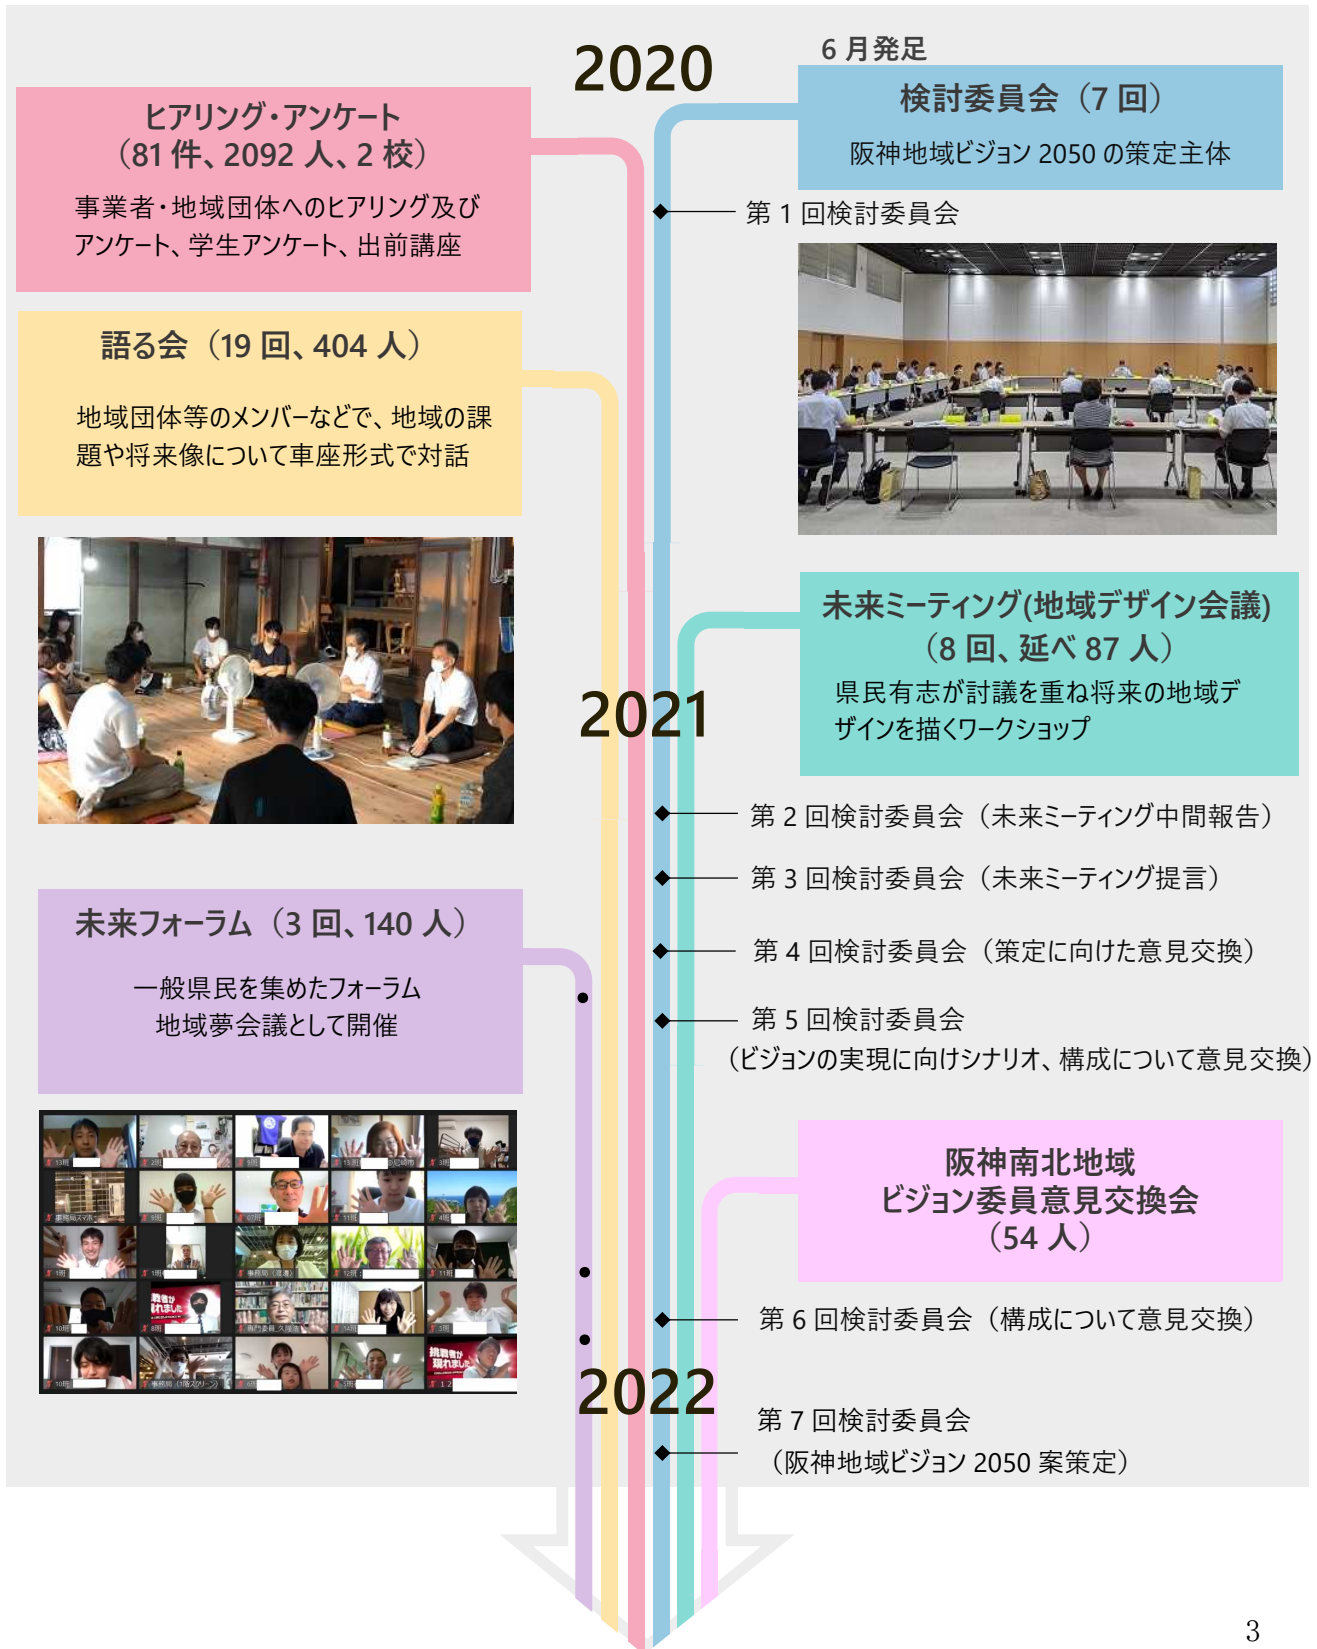 2020
6月発足
検討委員会（7回）
阪神地域ビジョン 2050 の策定主体
ヒアリング・アンケート
（81件、2092人、2校）
事業者・地域団体へのヒアリング及び
アンケート、学生アンケート、出前講座
第1回検討委員会
語る会（19回、404人）
地域団体等のメンバーなどで、地域の課
題や将来像について車座形式で対話
未来ミーティング(地域デザイン会議)
（8回、延べ87人）
県民有志が討議を重ね将来の地域デ
ザインを描くワークショップ
2021
第2回検討委員会（未来ミーティング中間報告）
第3回検討委員会（未来ミーティング提言）
第4回検討委員会（策定に向けた意見交換）
第5回検討委員会
（ビジョンの実現に向けシナリオ、構成について意見交換）
未来フォーラム（3回、140人）
一般県民を集めたフォーラム
地域夢会議として開催
阪神南北地域
ビジョン委員意見交換会
（54人）
第6回検討委員会（構成について意見交換）
2022
第7回検討委員会
（阪神地域ビジョン 2050 案策定）
3